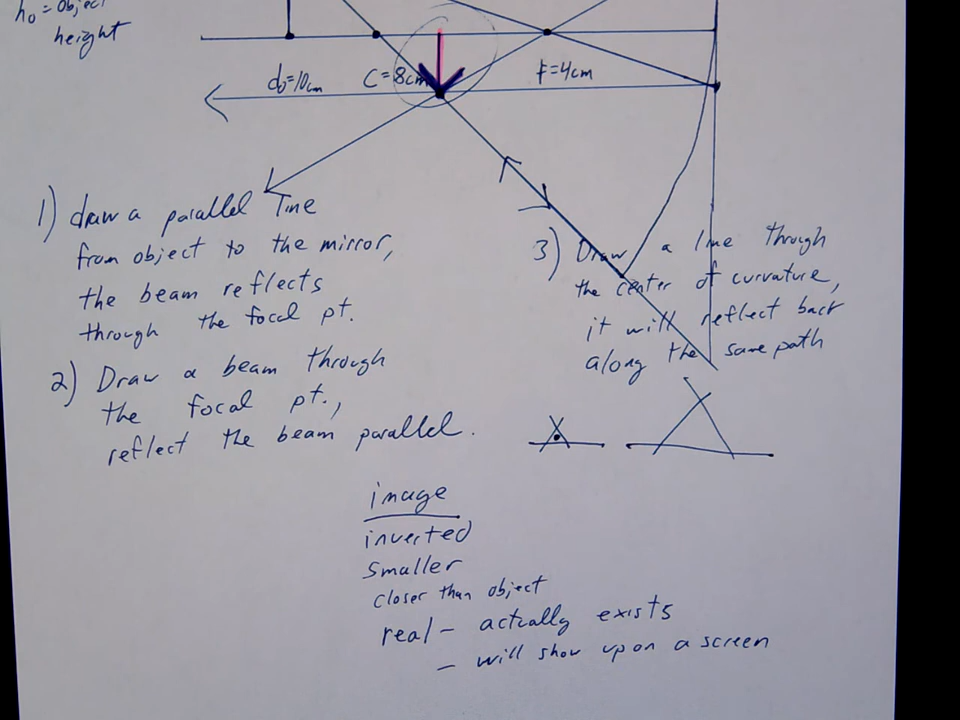 ho = Object
height
do=10cm C=8cm F=4cm
1) draw a parallel line
from object to the mirror,
the beam reflects
through the focal pt.
2) Draw a beam through
the focal pt.,
reflect the beam parallel.
3) Draw a line through
the center of curvature,
it will reflect back
along the same path
image
inverted
smaller
closer than object
real - actually exists
- will show up on a screen